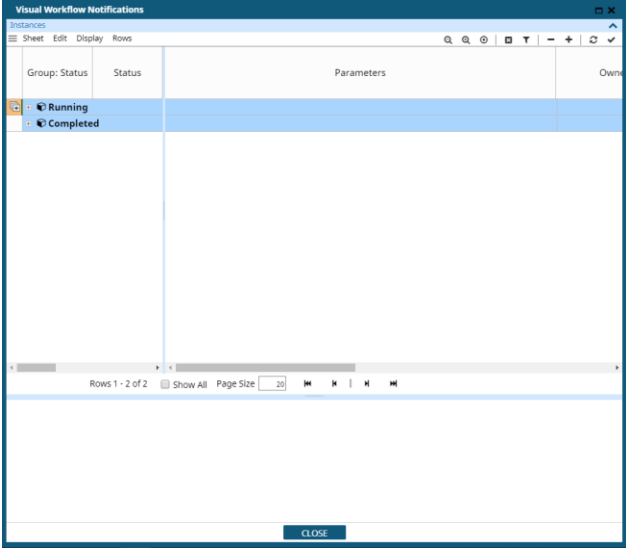 Visual Workflow Notifications
Instances
Sheet Edit Display Rows
Group: Status Status Parameters Owne
Running
Completed
Rows 1 - 2 of 2 Show All Page Size 20
CLOSE